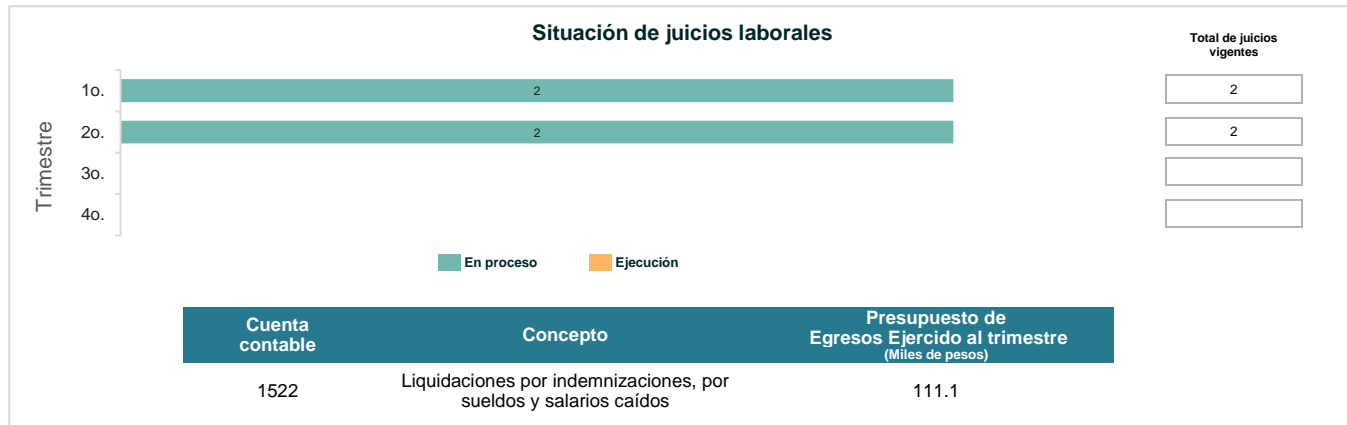 Situación de juicios laborales
Total de juicios
vigentes
Trimestre
1o.
2
2
2o.
2
2
3o.
4o.
En proceso
Ejecución
Cuenta
contable
Concepto
Presupuesto de
Egresos Ejercido al trimestre
(Miles de pesos)
1522
Liquidaciones por indemnizaciones, por
sueldos y salarios caídos
111.1